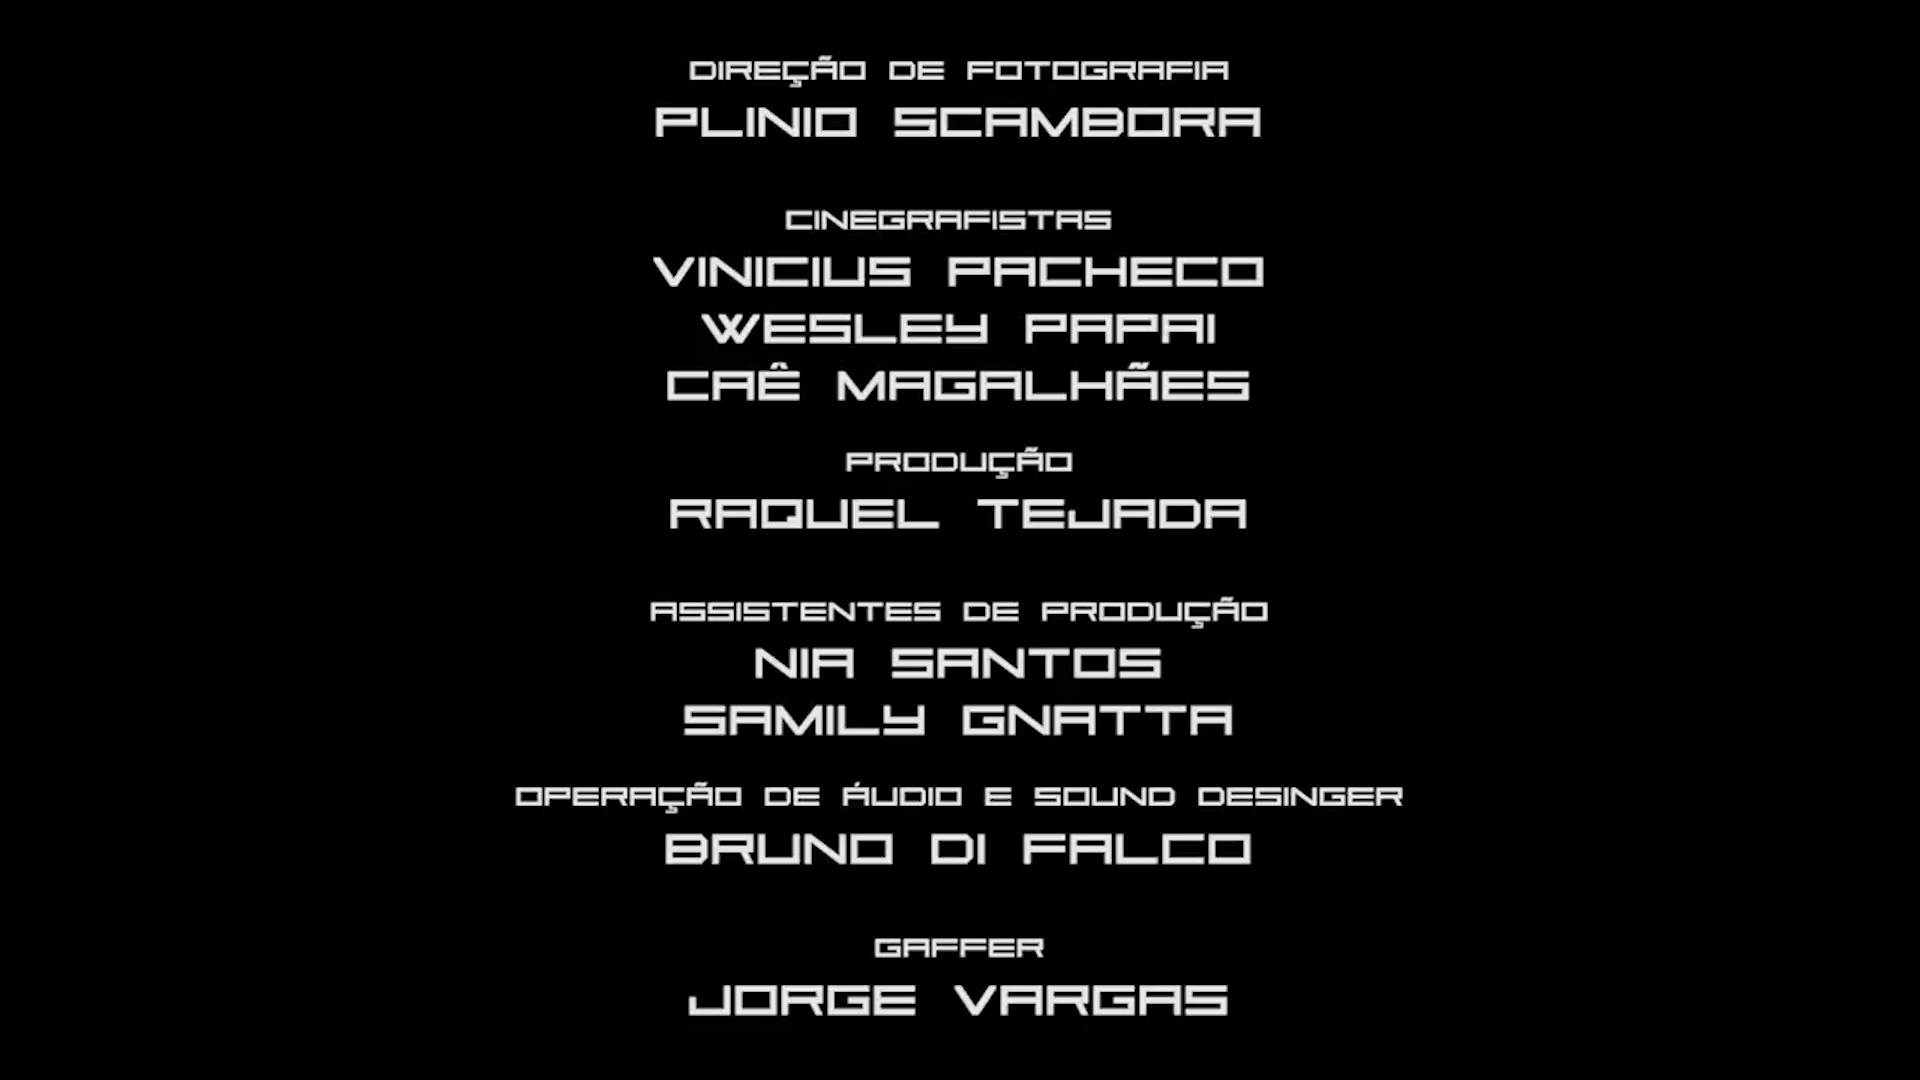 DIREÇÃO DE FOTOGRAFIA
PLINIO SCAMBORA
CINEGRAFISTAS
VINICIUS PACHECO
WESLEY PAPAI
CAÊ MAGALHÃES
PRODUÇÃO
RAQUEL TEJADA
ASSISTENTES DE PRODUÇÃO
NIA SANTOS
SAMILY GNATTA
OPERAÇÃO DE ÁUDIO E SOUND DESINGER
BRUNO DI FALCO
GAFFER
JORGE VARGAS